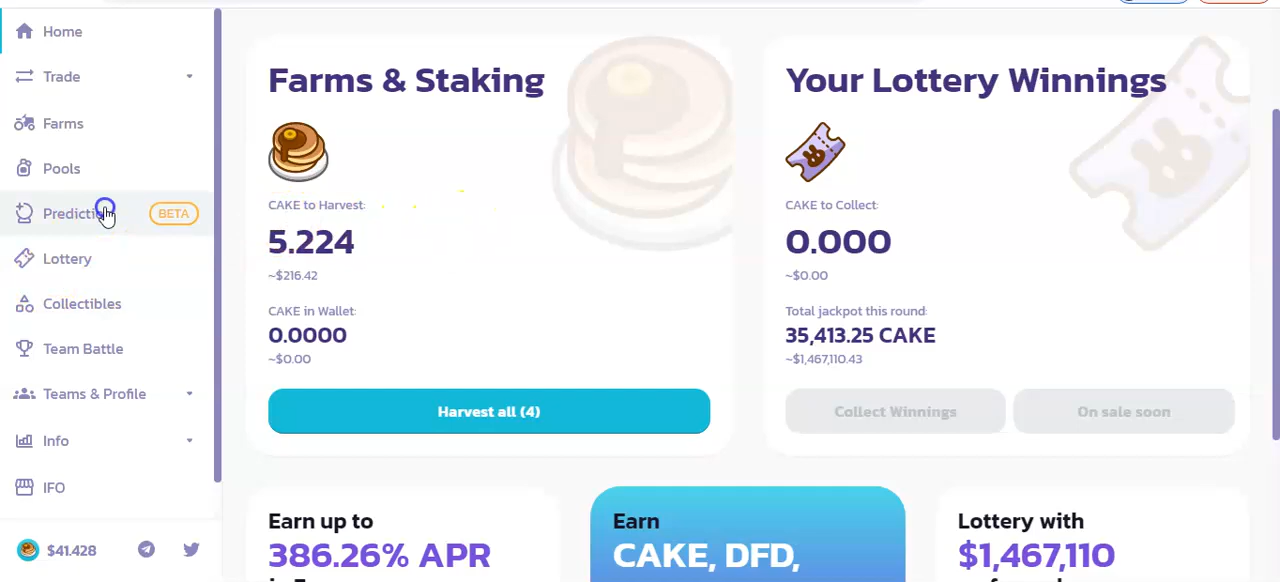 Home
Trade
Farms
Pools
BETA
Lottery
Collectibles
Team Battle
Teams & Profile
Info
IFO
$41.428
Farms & Staking
CAKE to Harvest:
5.224
~$216.42
CAKE in Wallet:
0.0000
~$0.00
Harvest all (4)
Your Lottery Winnings
CAKE to Collect:
0.000
~$0.00
Total jackpot this round:
35,413.25 CAKE
~$1,467,110.43
Collect Winnings
On sale soon
Earn up to
386.26% APR
Earn
CAKE, DFD,
Lottery with
$1,467,110